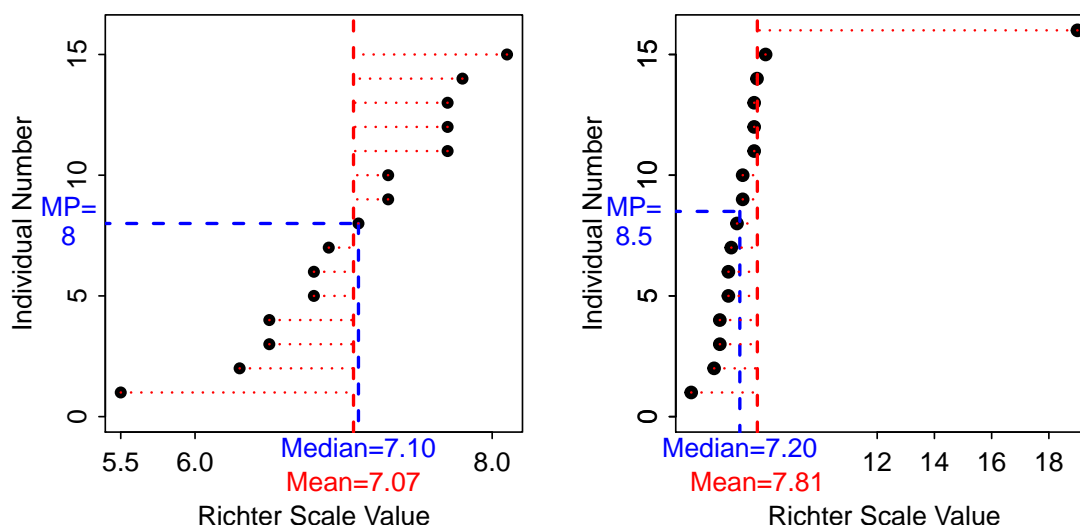 Individual Number
15
10
5
0
MP=
8
5.5 6.0 8.0
Median=7.10
Mean=7.07
Richter Scale Value
Individual Number
15
10
5
0
MP=
8.5
12 14 16 18
Median=7.20
Mean=7.81
Richter Scale Value